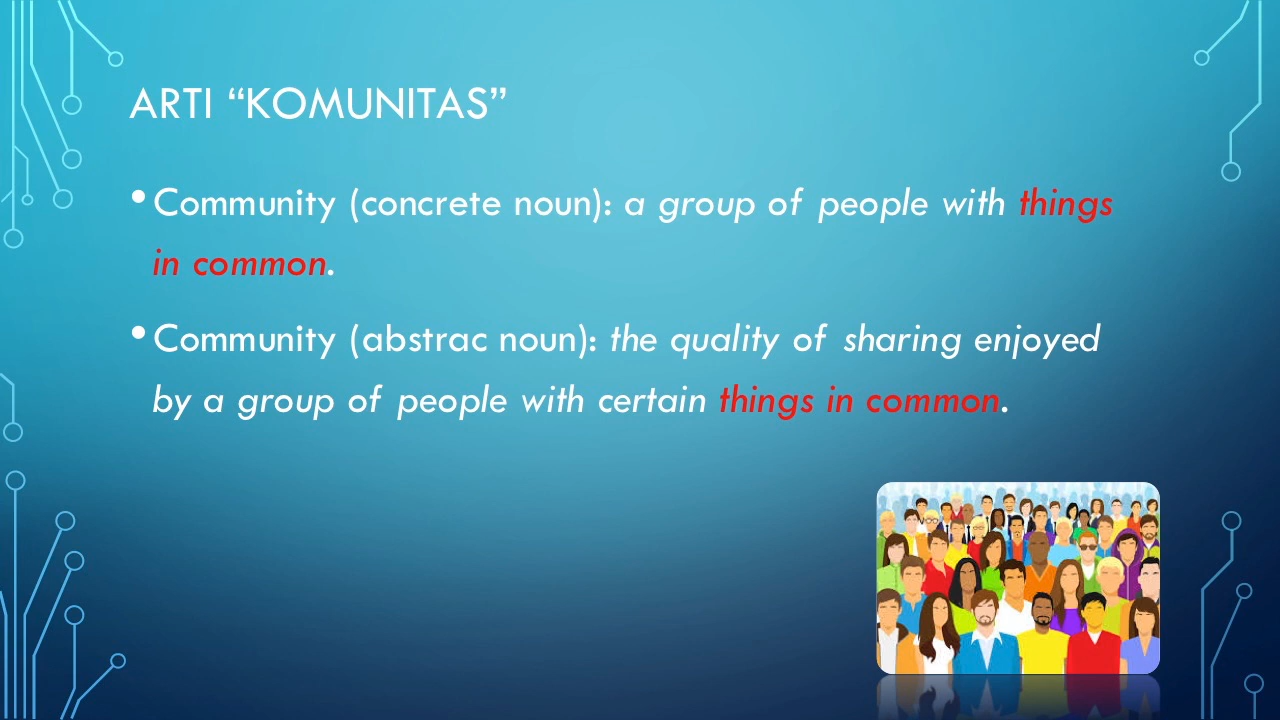 ARTI “KOMUNITAS”
•Community (concrete noun): a group of people with things
in common.
•Community (abstrac noun): the quality of sharing enjoyed
by a group of people with certain things in common.